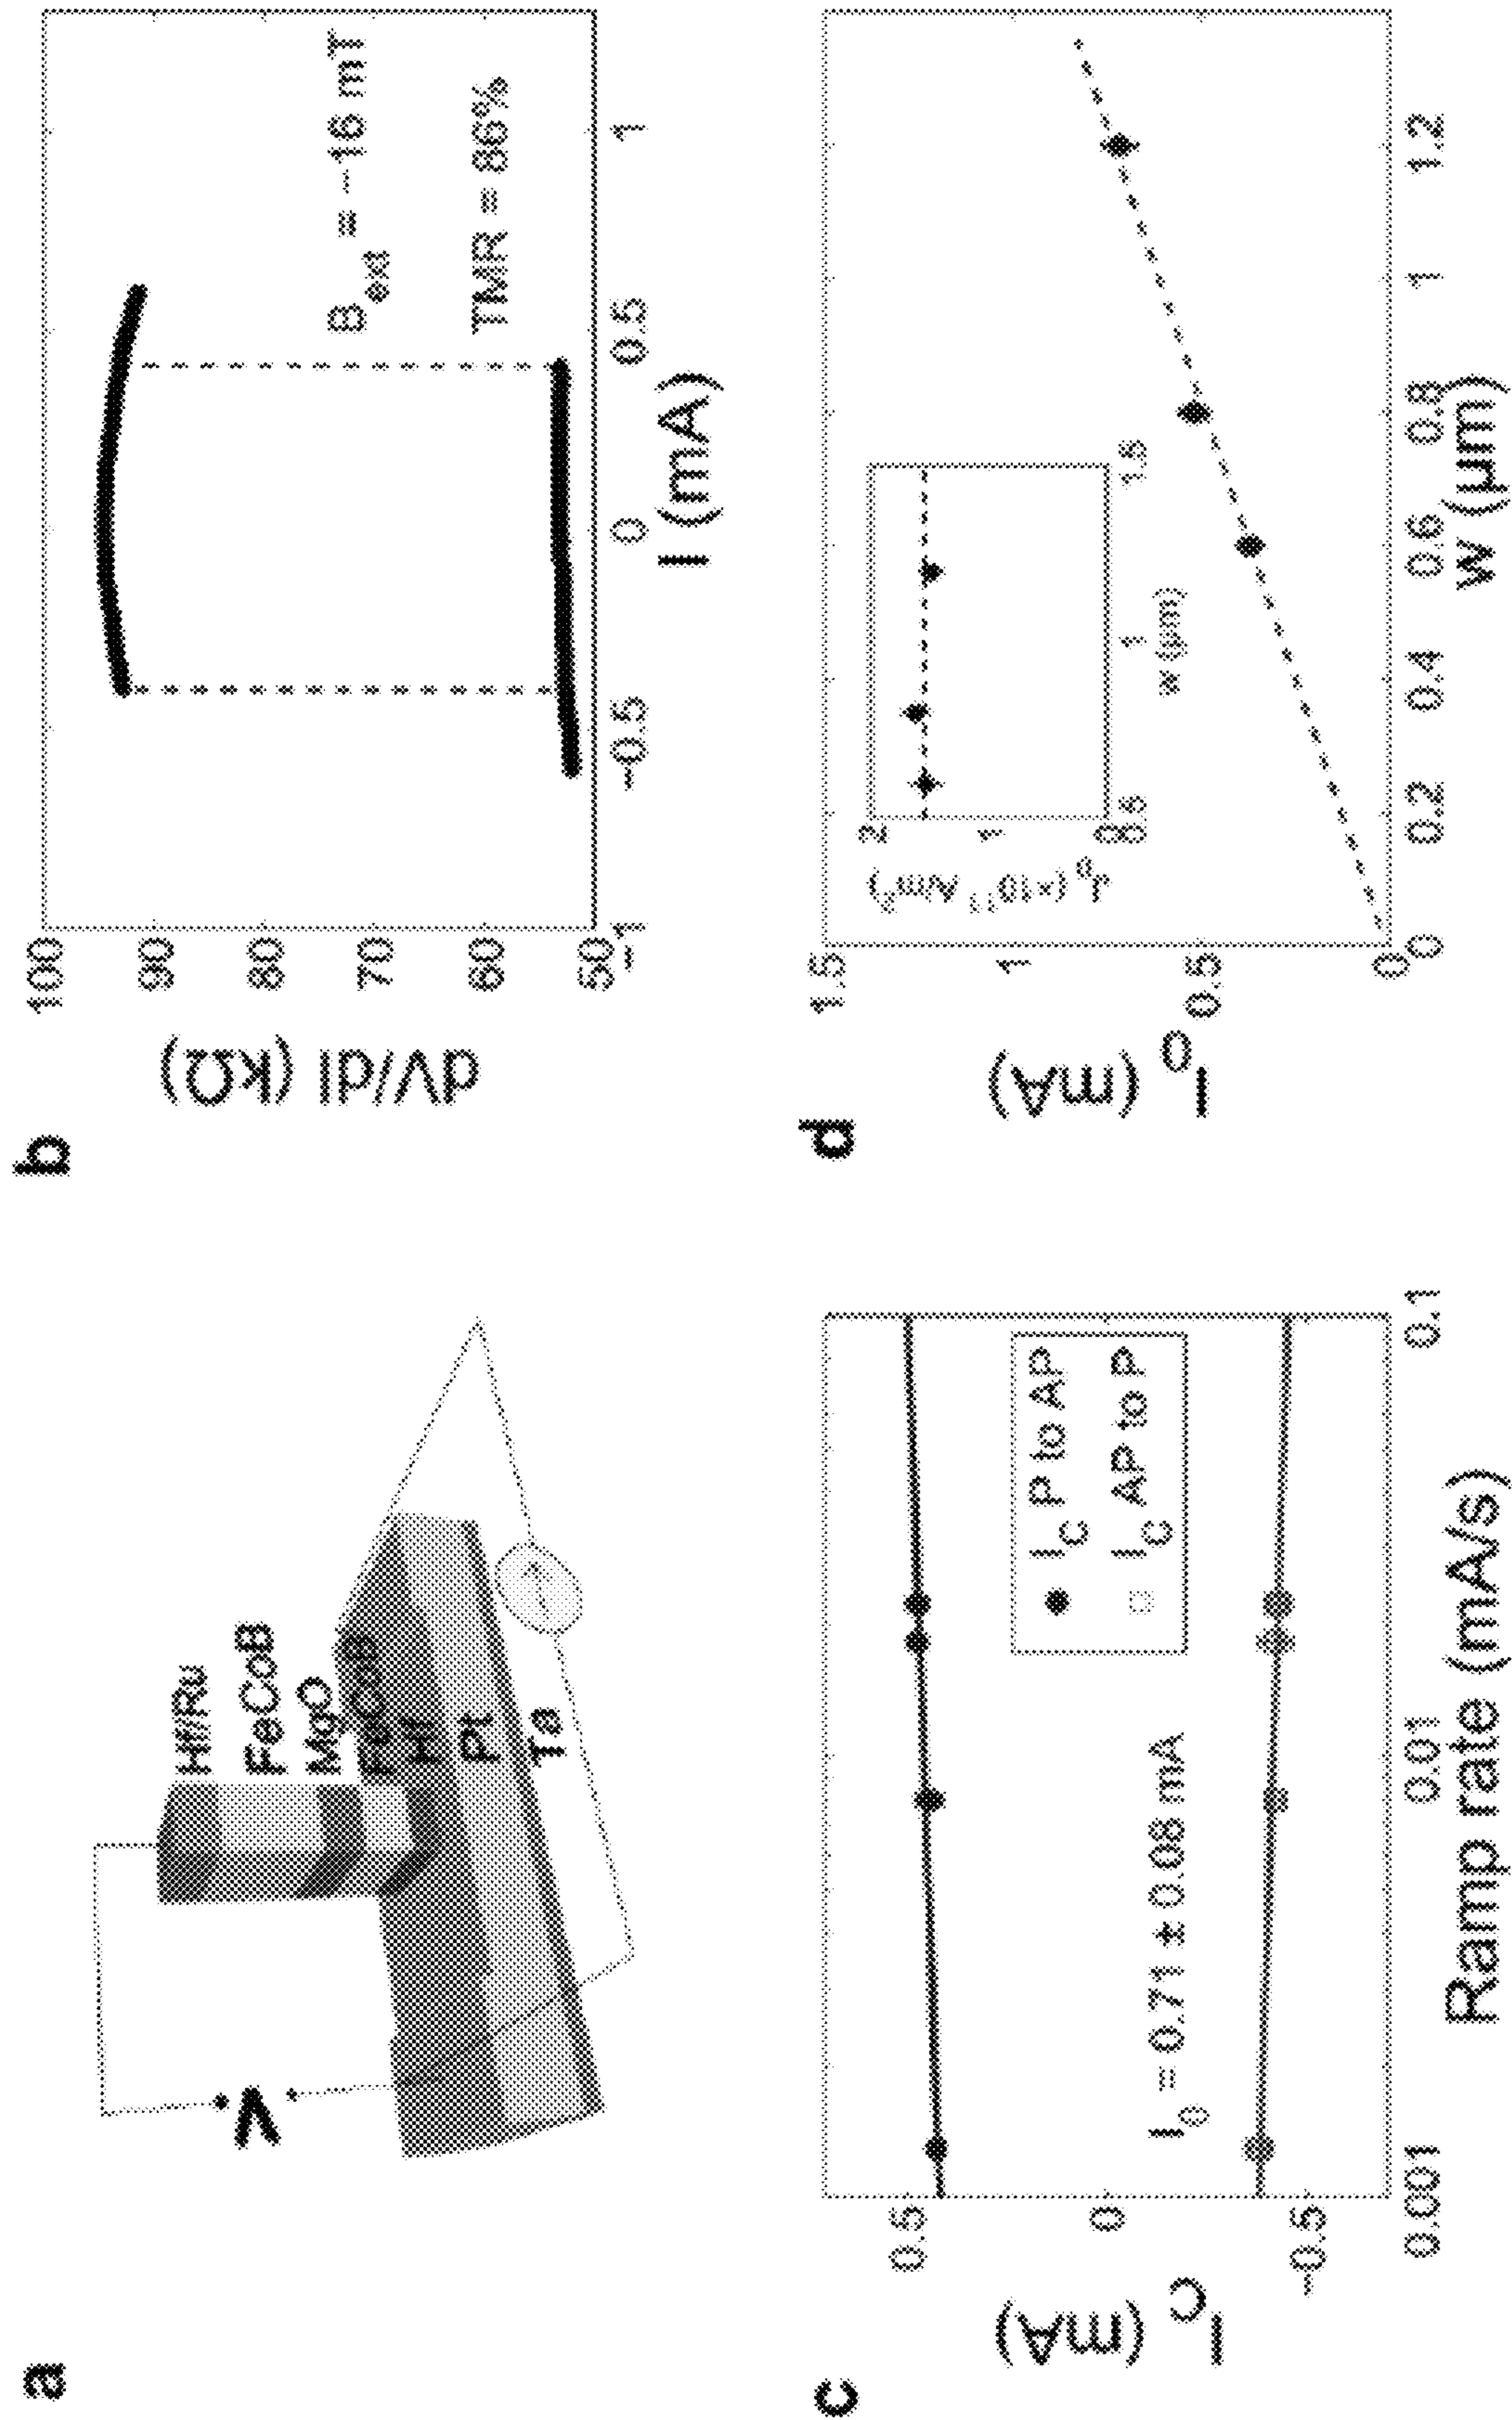 a
V
Hf/Ru
FeCoB
MgO
FeCoB
Hf
Pt
Ta
b
dV/dI (kΩ)
100
90
80
70
60
50
B_ext = −16 mT
TMR = 86%
−1
−0.5
0
0.5
1
I (mA)
c
I_C (mA)
0.5
0
−0.5
I_C P to AP
I_C AP to P
I_0 = 0.71 ± 0.08 mA
0.001
0.01
0.1
Ramp rate (mA/s)
d
I_0 (mA)
1.5
1
0.5
0
J_0 (×10^11 A/m^2)
2
1
0
0.5
1
1.5
w (μm)
0
0.2
0.4
0.6
0.8
1
1.2
w (μm)